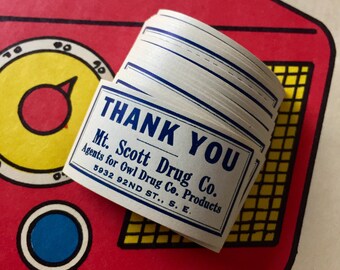 THANK YOU
Mt. Scott Drug Co.
Agents for Owl Drug Co. Products
5932 92ND ST., S. E.